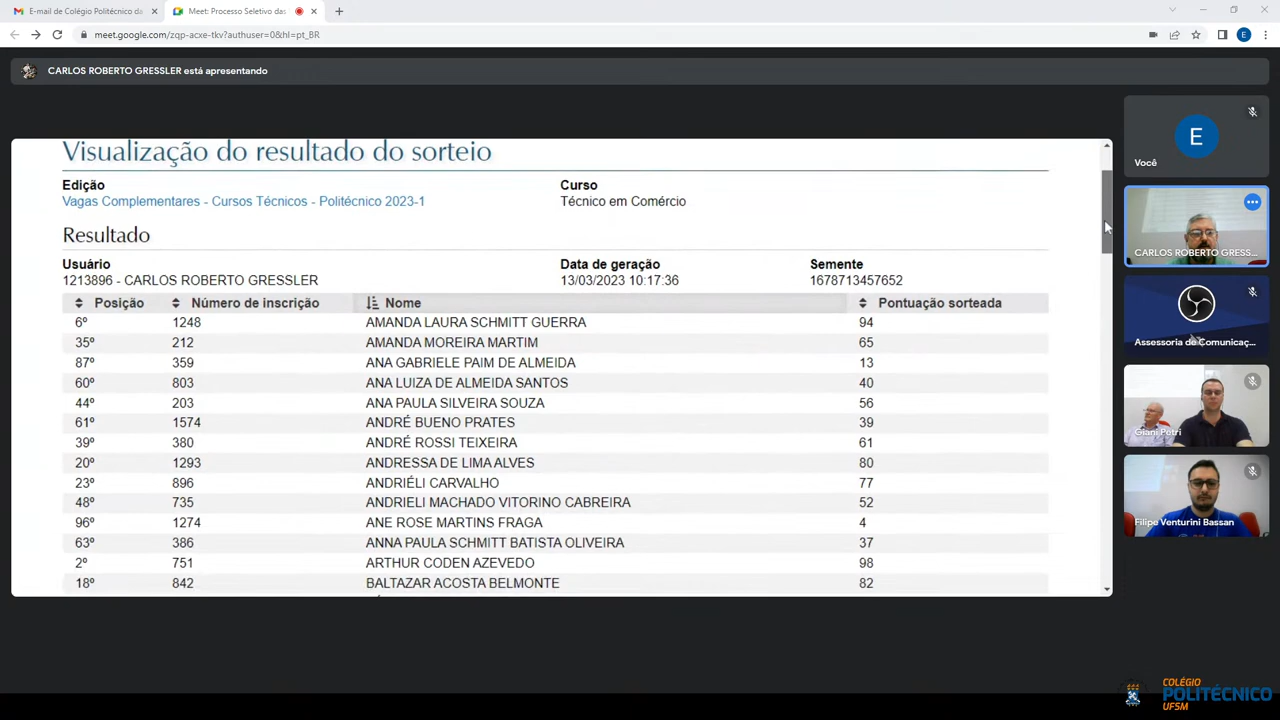 E-mail de Colégio Politécnico da
Meet: Processo Seletivo das
meet.google.com/zqp-acxe-tkv?authuser=0&hl=pt_BR
E
CARLOS ROBERTO GRESSLER está apresentando
Visualização do resultado do sorteio
Edição Curso
Vagas Complementares - Cursos Técnicos - Politécnico 2023-1 Técnico em Comércio
Resultado
Usuário Data de geração Semente
1213896 - CARLOS ROBERTO GRESSLER 13/03/2023 10:17:36 1678713457652
Posição Número de inscrição Nome Pontuação sorteada
6º 1248 AMANDA LAURA SCHMITT GUERRA 94
35º 212 AMANDA MOREIRA MARTIM 65
87º 359 ANA GABRIELE PAIM DE ALMEIDA 13
60º 803 ANA LUIZA DE ALMEIDA SANTOS 40
44º 203 ANA PAULA SILVEIRA SOUZA 56
61º 1574 ANDRÉ BUENO PRATES 39
39º 380 ANDRÉ ROSSI TEIXEIRA 61
20º 1293 ANDRESSA DE LIMA ALVES 80
23º 896 ANDRIÉLI CARVALHO 77
48º 735 ANDRIELI MACHADO VITORINO CABREIRA 52
96º 1274 ANE ROSE MARTINS FRAGA 4
63º 386 ANNA PAULA SCHMITT BATISTA OLIVEIRA 37
2º 751 ARTHUR CODEN AZEVEDO 98
18º 842 BALTAZAR ACOSTA BELMONTE 82
E
Você
CARLOS ROBERTO GRESS...
Assessoria de Comunicaç...
Giani Petri
Filipe Venturini Bassan
COLÉGIO
POLITÉCNICO
UFSM